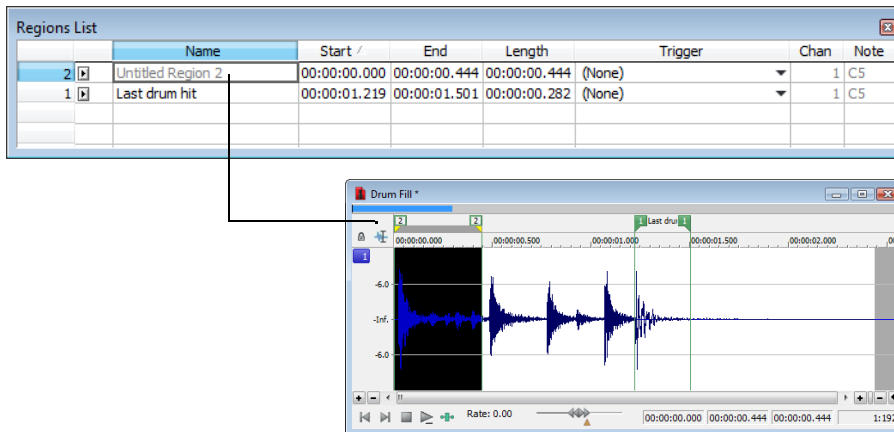 Regions List
Name Start End Length Trigger Chan Note
2 Untitled Region 2 00:00:00.000 00:00:00.444 00:00:00.444 (None) 1 C5
1 Last drum hit 00:00:01.219 00:00:01.501 00:00:00.282 (None) 1 C5
Drum Fill *
2 2 1 Last dru 1
00:00:00.000 ,00:00:00.500 ,00:00:01.000 ,00:00:01.500 ,00:00:02.000
1
-6.0
-Inf.
-6.0
Rate: 0.00 00:00:00.000 00:00:00.444 00:00:00.444 1:192